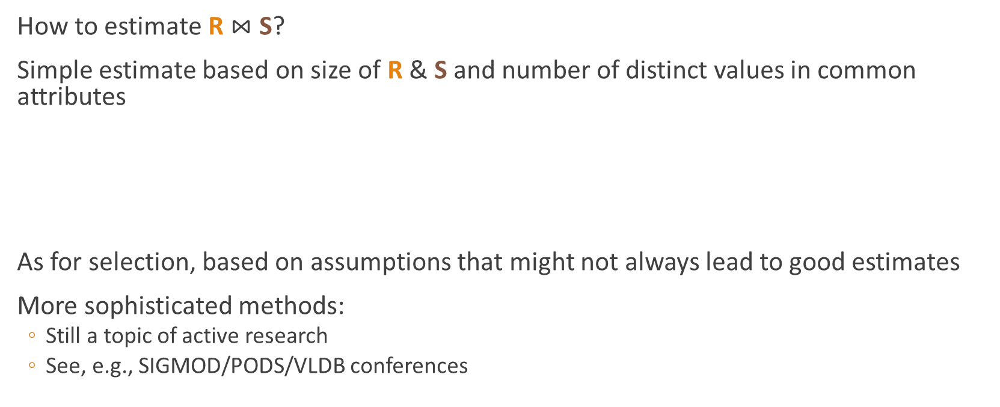 How to estimate R ⋈ S?
Simple estimate based on size of R & S and number of distinct values in common
attributes
As for selection, based on assumptions that might not always lead to good estimates
More sophisticated methods:
◦ Still a topic of active research
◦ See, e.g., SIGMOD/PODS/VLDB conferences